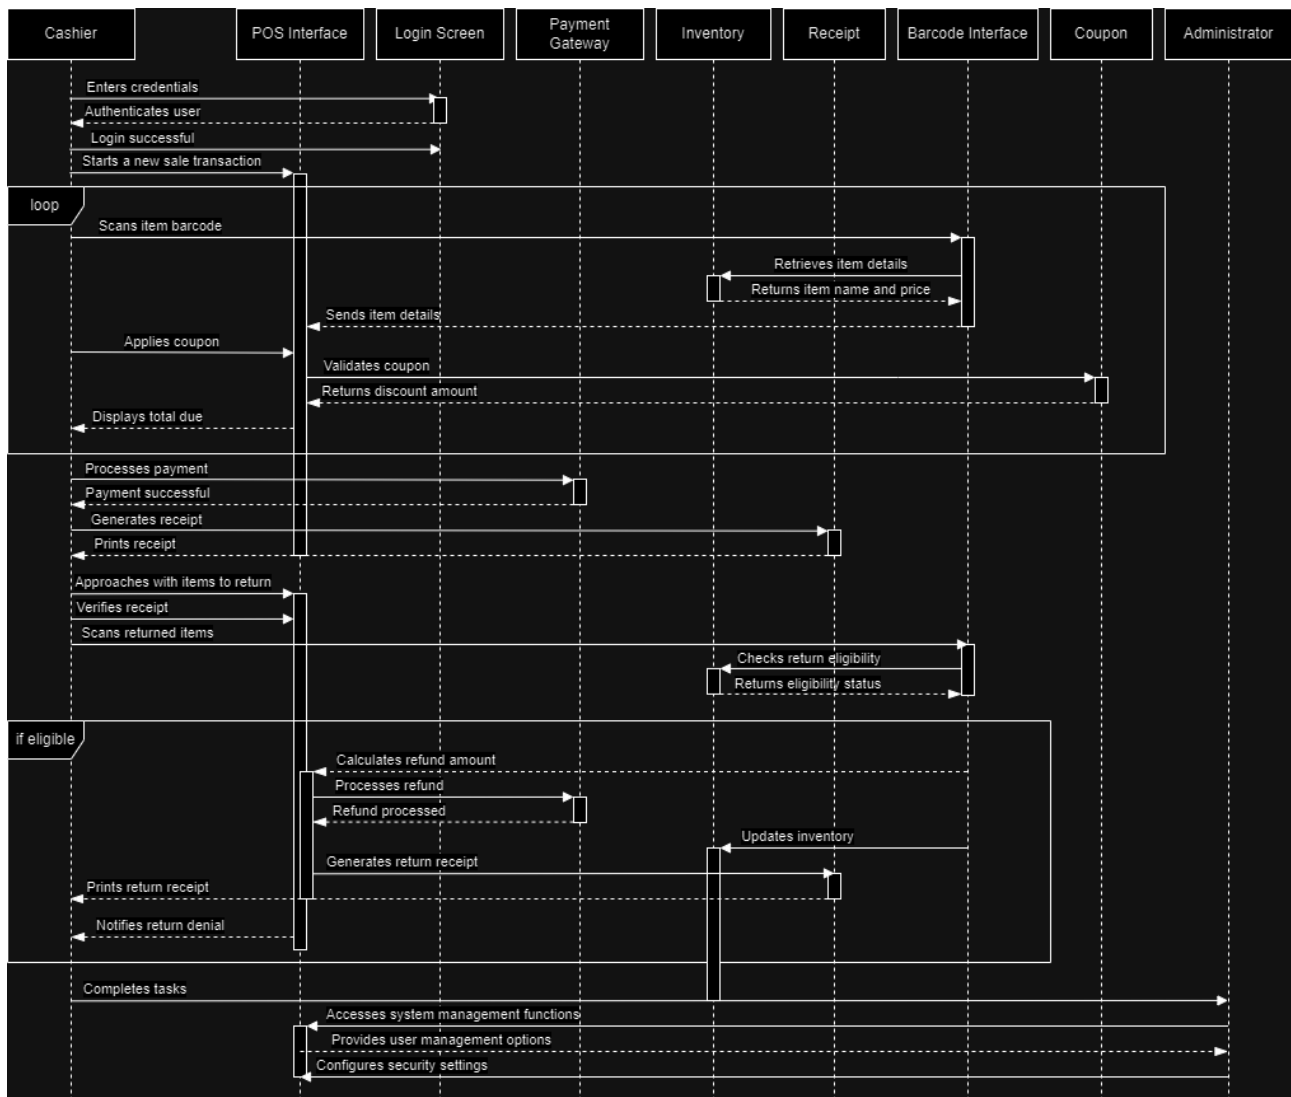 Cashier
POS Interface
Login Screen
Payment
Gateway
Inventory
Receipt
Barcode Interface
Coupon
Administrator
Enters credentials
Authenticates user
Login successful
Starts a new sale transaction
loop
Scans item barcode
Retrieves item details
Returns item name and price
Sends item details
Applies coupon
Validates coupon
Returns discount amount
Displays total due
Processes payment
Payment successful
Generates receipt
Prints receipt
Approaches with items to return
Verifies receipt
Scans returned items
Checks return eligibility
Returns eligibility status
if eligible
Calculates refund amount
Processes refund
Refund processed
Updates inventory
Generates return receipt
Prints return receipt
Notifies return denial
Completes tasks
Accesses system management functions
Provides user management options
Configures security settings